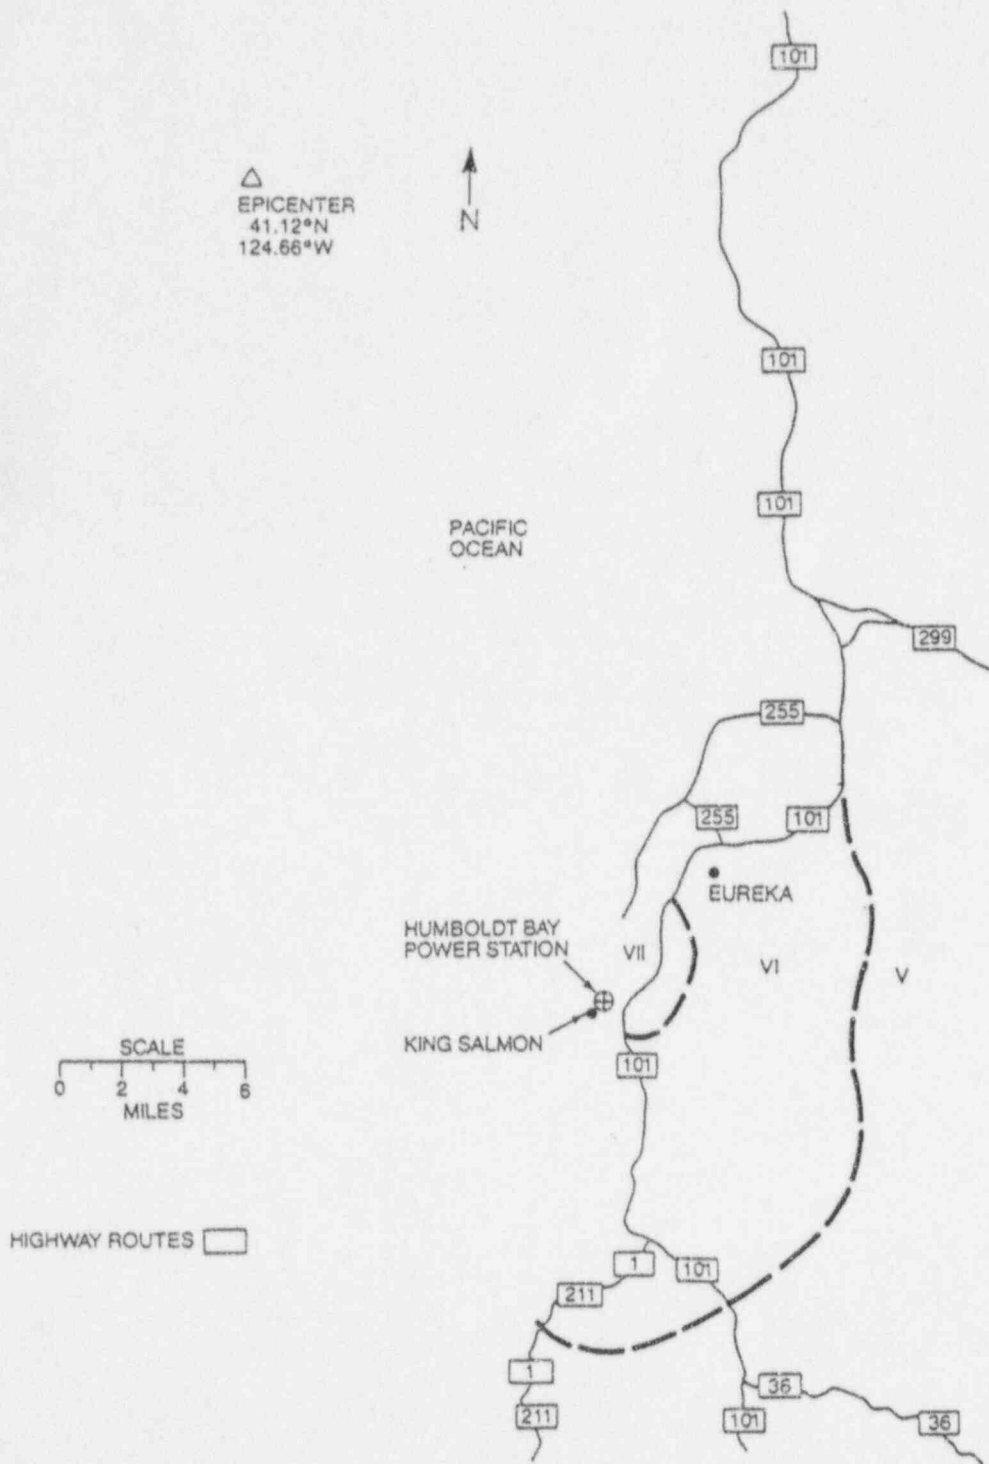 101
EPICENTER
41.12°N
124.66°W
N
101
101
PACIFIC
OCEAN
299
255
255
101
EUREKA
HUMBOLDT BAY
POWER STATION
VII
VI
V
KING SALMON
SCALE
0 2 4 6
MILES
101
HIGHWAY ROUTES
1
101
211
1
36
211
101
36